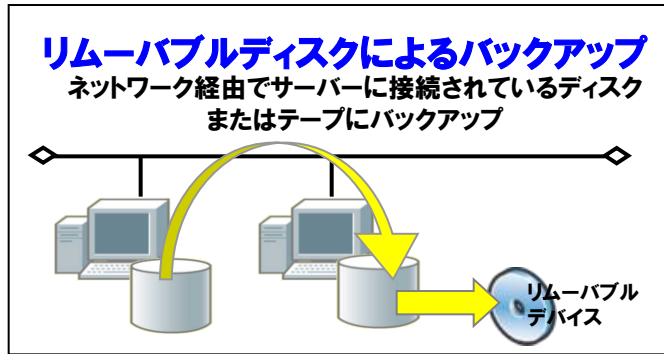 リムーバブルディスクによるバックアップ
ネットワーク経由でサーバーに接続されているディスク
またはテープにバックアップ
リムーバブル
デバイス